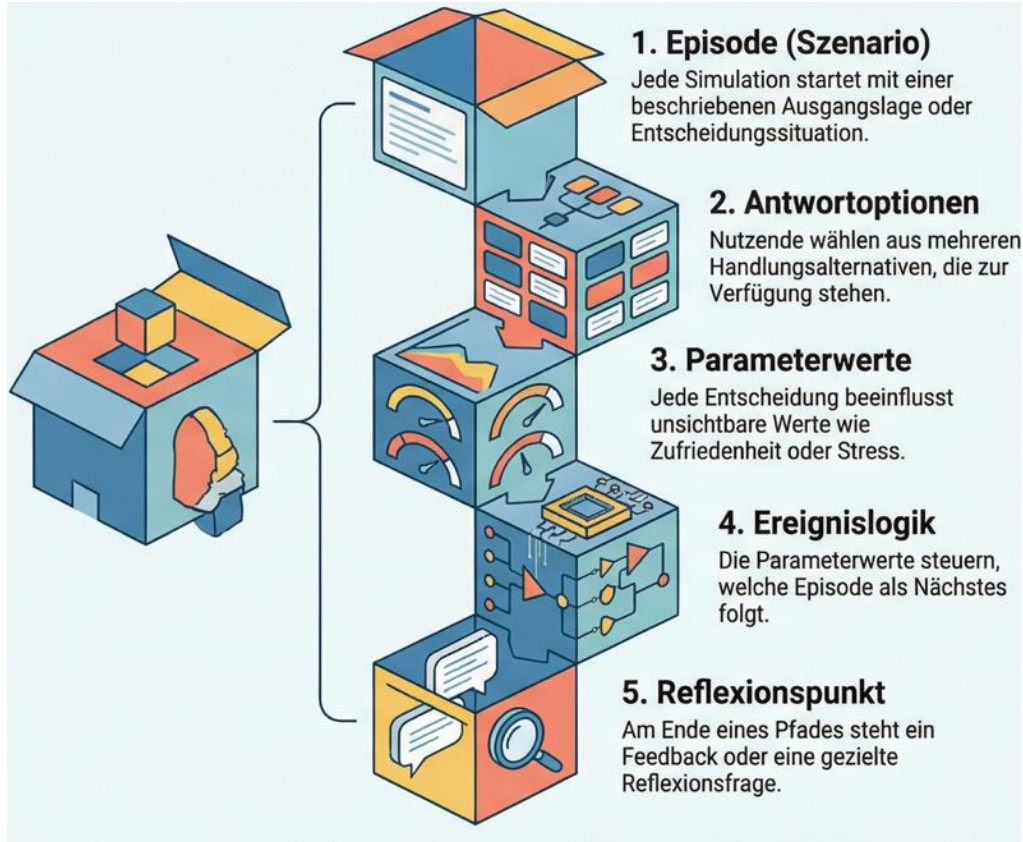 1. Episode (Szenario)
Jede Simulation startet mit einer
beschriebenen Ausgangslage oder
Entscheidungssituation.
2. Antwortoptionen
Nutzende wählen aus mehreren
Handlungsalternativen, die zur
Verfügung stehen.
3. Parameterwerte
Jede Entscheidung beeinflusst
unsichtbare Werte wie
Zufriedenheit oder Stress.
4. Ereignislogik
Die Parameterwerte steuern,
welche Episode als Nächstes
folgt.
5. Reflexionspunkt
Am Ende eines Pfades steht ein
Feedback oder eine gezielte
Reflexionsfrage.